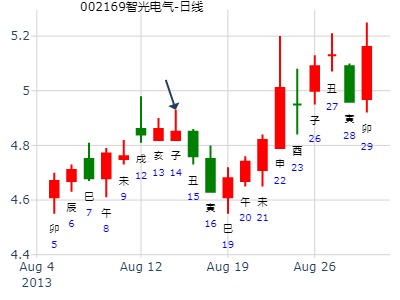 002169智光电气-日线
5.2
5
4.8
4.6
4.4
卯
5
辰
6
巳
7
午
8
未
9
戌
12
亥
13
子
14
丑
15
寅
16
巳
19
午
20
未
21
申
22
酉
23
子
26
丑
27
寅
28
卯
29
Aug 4
2013
Aug 12
Aug 19
Aug 26